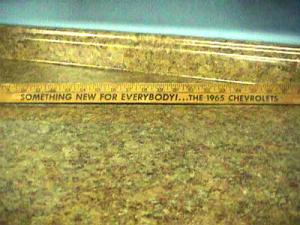 SOMETHING NEW FOR EVERYBODY!...THE 1965 CHEVROLETS